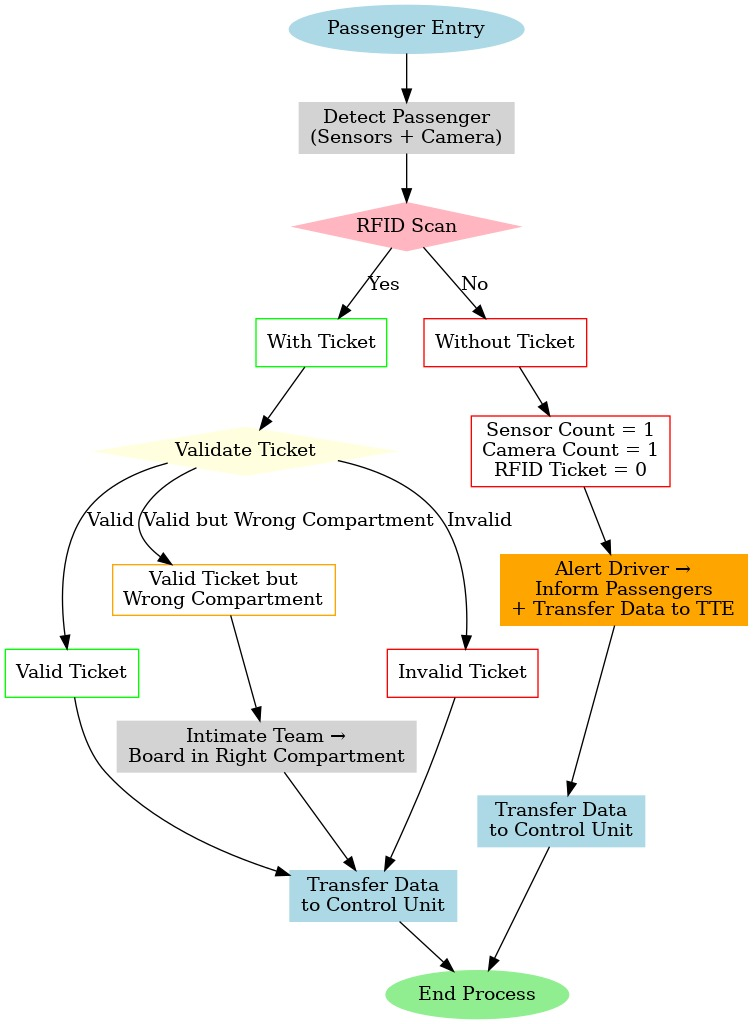 Passenger Entry
Detect Passenger
(Sensors + Camera)
RFID Scan
Yes
No
With Ticket
Without Ticket
Validate Ticket
Sensor Count = 1
Camera Count = 1
RFID Ticket = 0
Valid
Valid but Wrong Compartment
Invalid
Valid Ticket but
Wrong Compartment
Alert Driver →
Inform Passengers
+ Transfer Data to TTE
Valid Ticket
Invalid Ticket
Intimate Team →
Board in Right Compartment
Transfer Data
to Control Unit
Transfer Data
to Control Unit
End Process